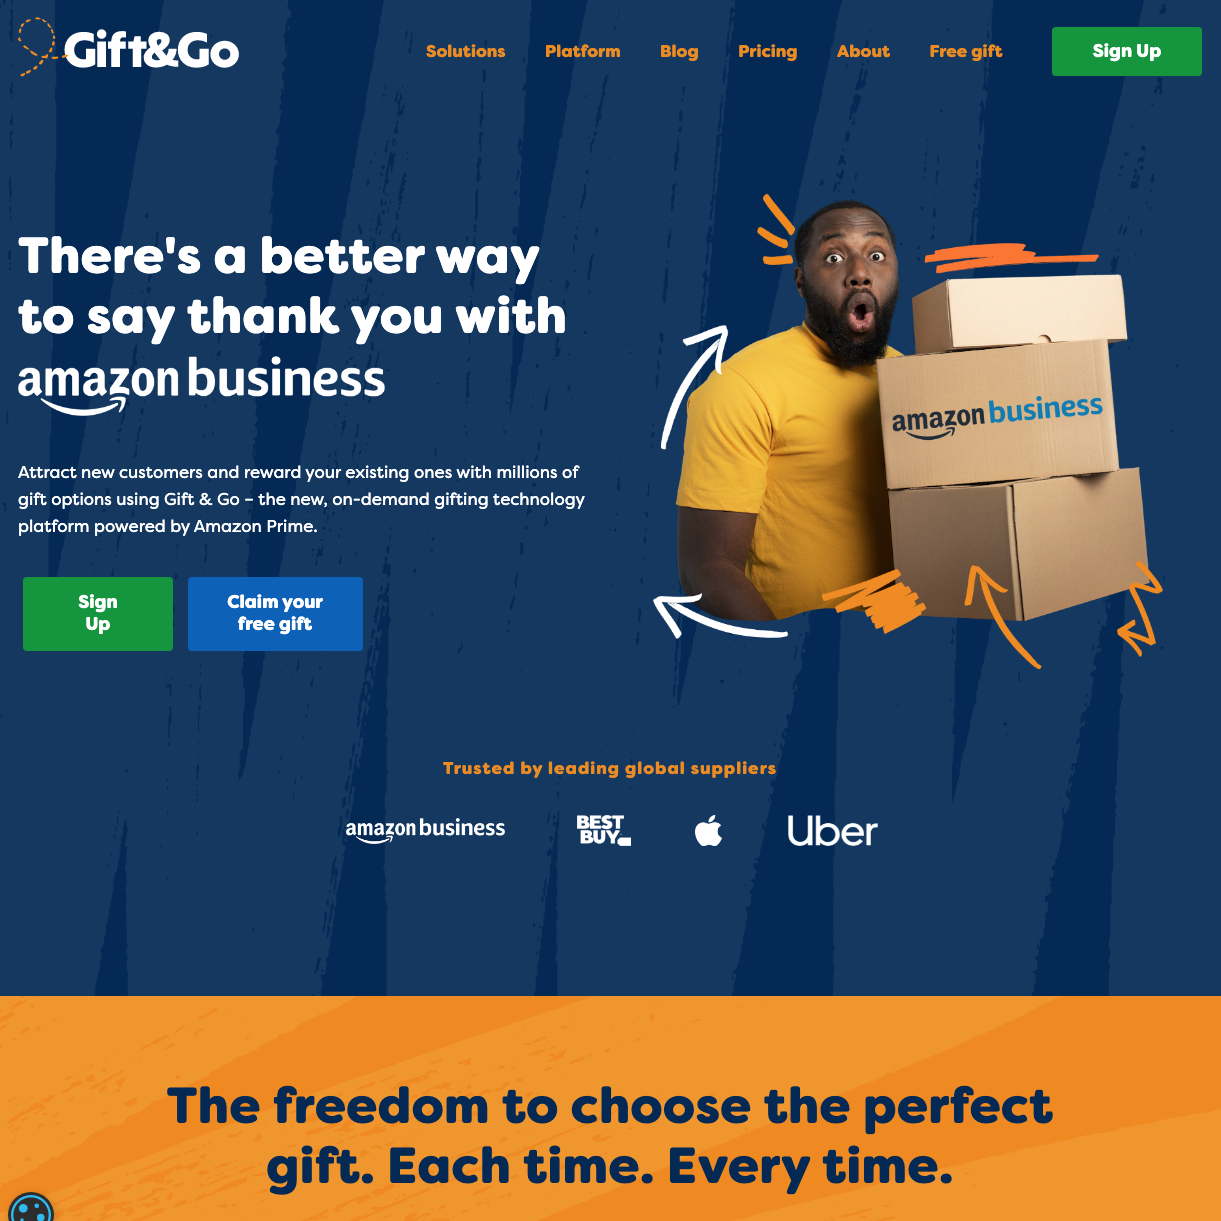 Gift&Go
Solutions
Platform
Blog
Pricing
About
Free gift
Sign Up
There's a better way
to say thank you with
amazon business
Attract new customers and reward your existing ones with millions of
gift options using Gift & Go – the new, on-demand gifting technology
platform powered by Amazon Prime.
Sign
Up
Claim your
free gift
amazon business
Trusted by leading global suppliers
amazon business
BEST
BUY
Uber
The freedom to choose the perfect
gift. Each time. Every time.